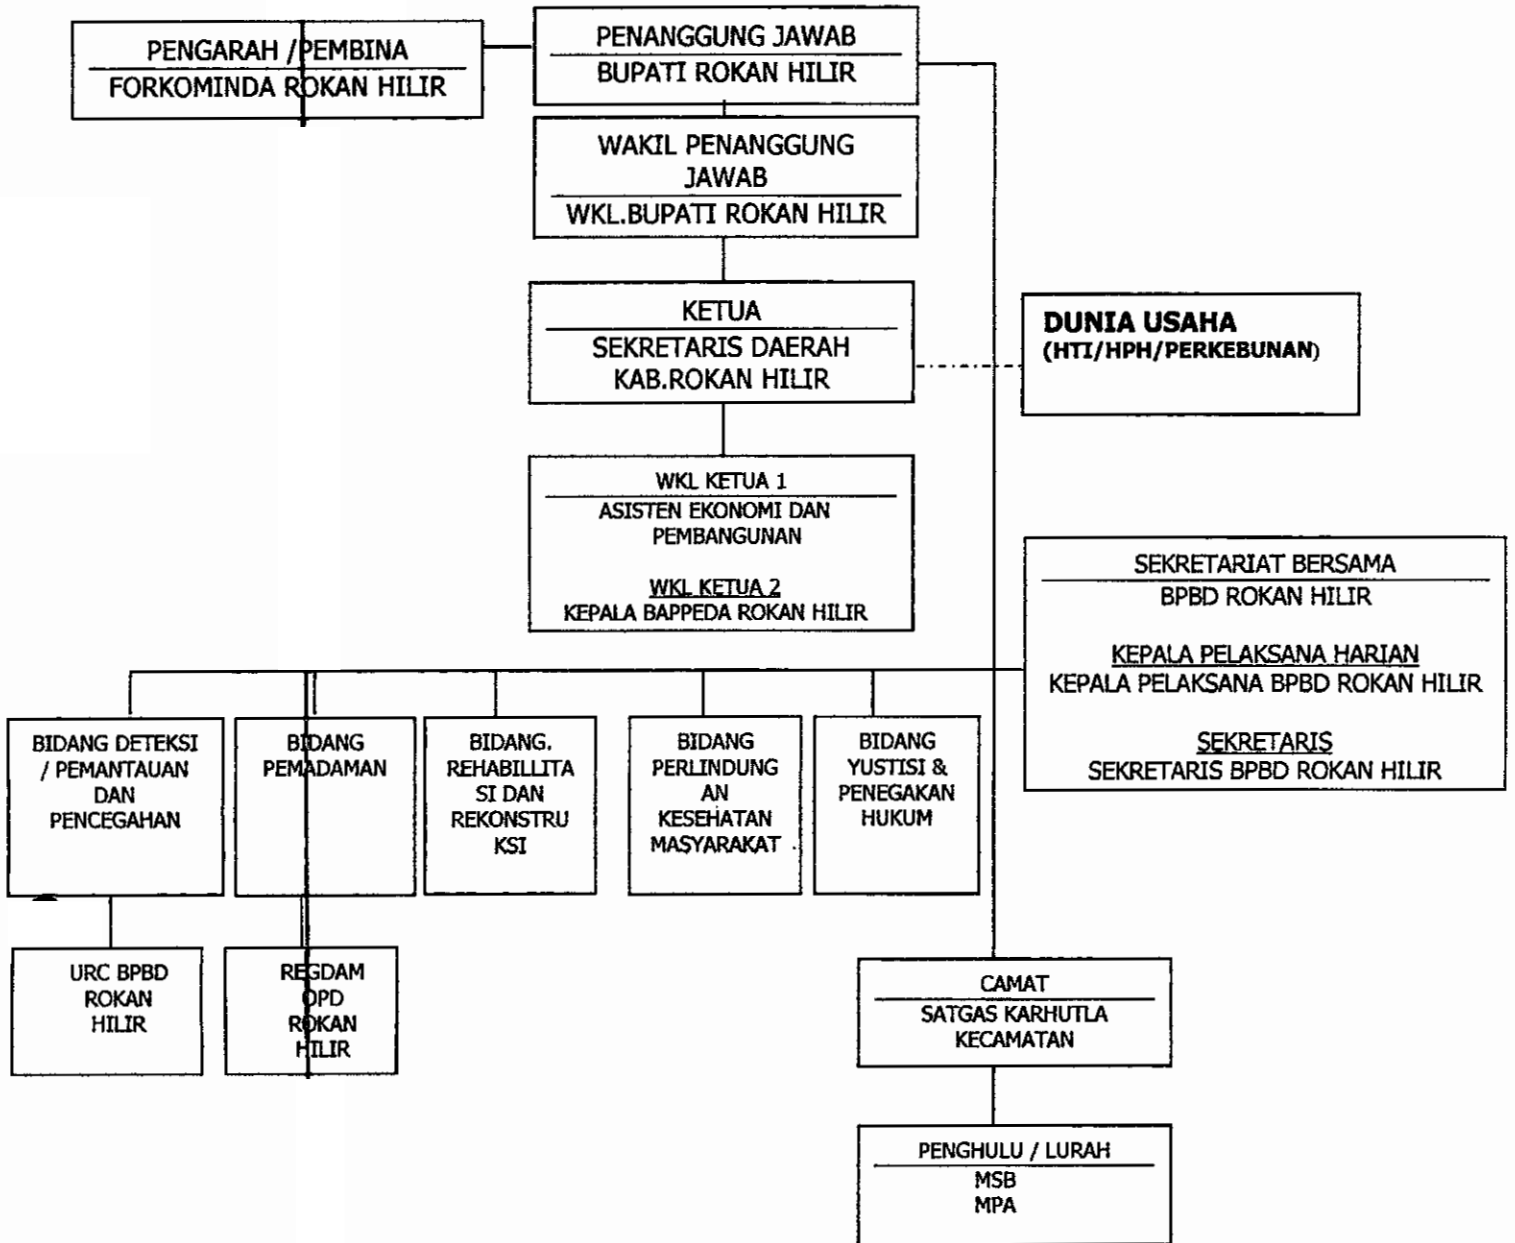 PENGARAH / PEMBINA
FORKOMINDA ROKAN HILIR
PENANGGUNG JAWAB
BUPATI ROKAN HILIR
WAKIL PENANGGUNG
JAWAB
WKL.BUPATI ROKAN HILIR
KETUA
SEKRETARIS DAERAH
KAB.ROKAN HILIR
DUNIA USAHA
(HTI/HPH/PERKEBUNAN)
WKL KETUA 1
ASISTEN EKONOMI DAN
PEMBANGUNAN
WKL KETUA 2
KEPALA BAPPEDA ROKAN HILIR
SEKRETARIAT BERSAMA
BPBD ROKAN HILIR
KEPALA PELAKSANA HARIAN
KEPALA PELAKSANA BPBD ROKAN HILIR
SEKRETARIS
SEKRETARIS BPBD ROKAN HILIR
BIDANG DETEKSI
/ PEMANTAUAN
DAN
PENCEGAHAN
BIDANG
PEMADAMAN
BIDANG.
REHABILLITA
SI DAN
REKONSTRU
KSI
BIDANG
PERLINDUNG
AN
KESEHATAN
MASYARAKAT
BIDANG
YUSTISI &
PENEGAKAN
HUKUM
URC BPBD
ROKAN
HILIR
REGDAM
OPD
ROKAN
HILIR
CAMAT
SATGAS KARHUTLA
KECAMATAN
PENGHULU / LURAH
MSB
MPA